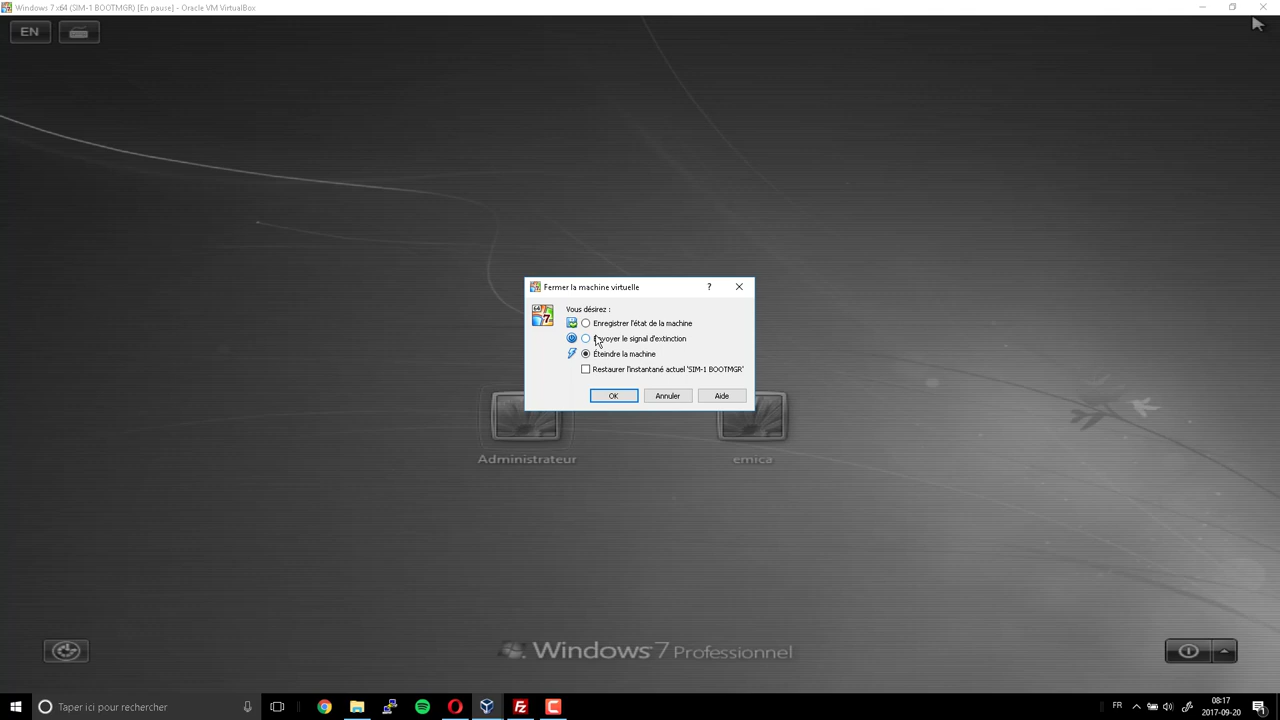 Windows 7 x64 (SIM-1 BOOTMGR) [En pause] - Oracle VM VirtualBox
EN
Fermer la machine virtuelle
?
Vous désirez :
Enregistrer l'état de la machine
Envoyer le signal d'extinction
Éteindre la machine
Restaurer l'instantané actuel 'SIM-1 BOOTMGR'
OK
Annuler
Aide
Administrateur
emica
Windows 7 Professionnel
Taper ici pour rechercher
FR
08:17
2017-09-20